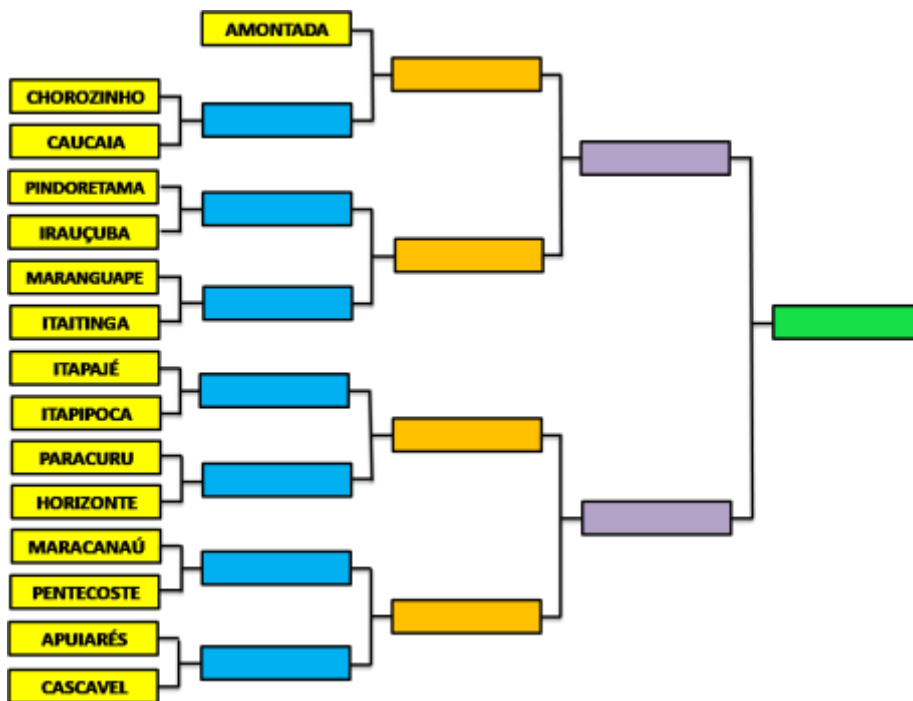 AMONTADA
CHOROZINHO
CAUCAIA
PINDORETAMA
IRAUÇUBA
MARANGUAPE
ITAITINGA
ITAPAJÉ
ITAPIPOCA
PARACURU
HORIZONTE
MARACANAÚ
PENTECOSTE
APUIARÉS
CASCAVEL